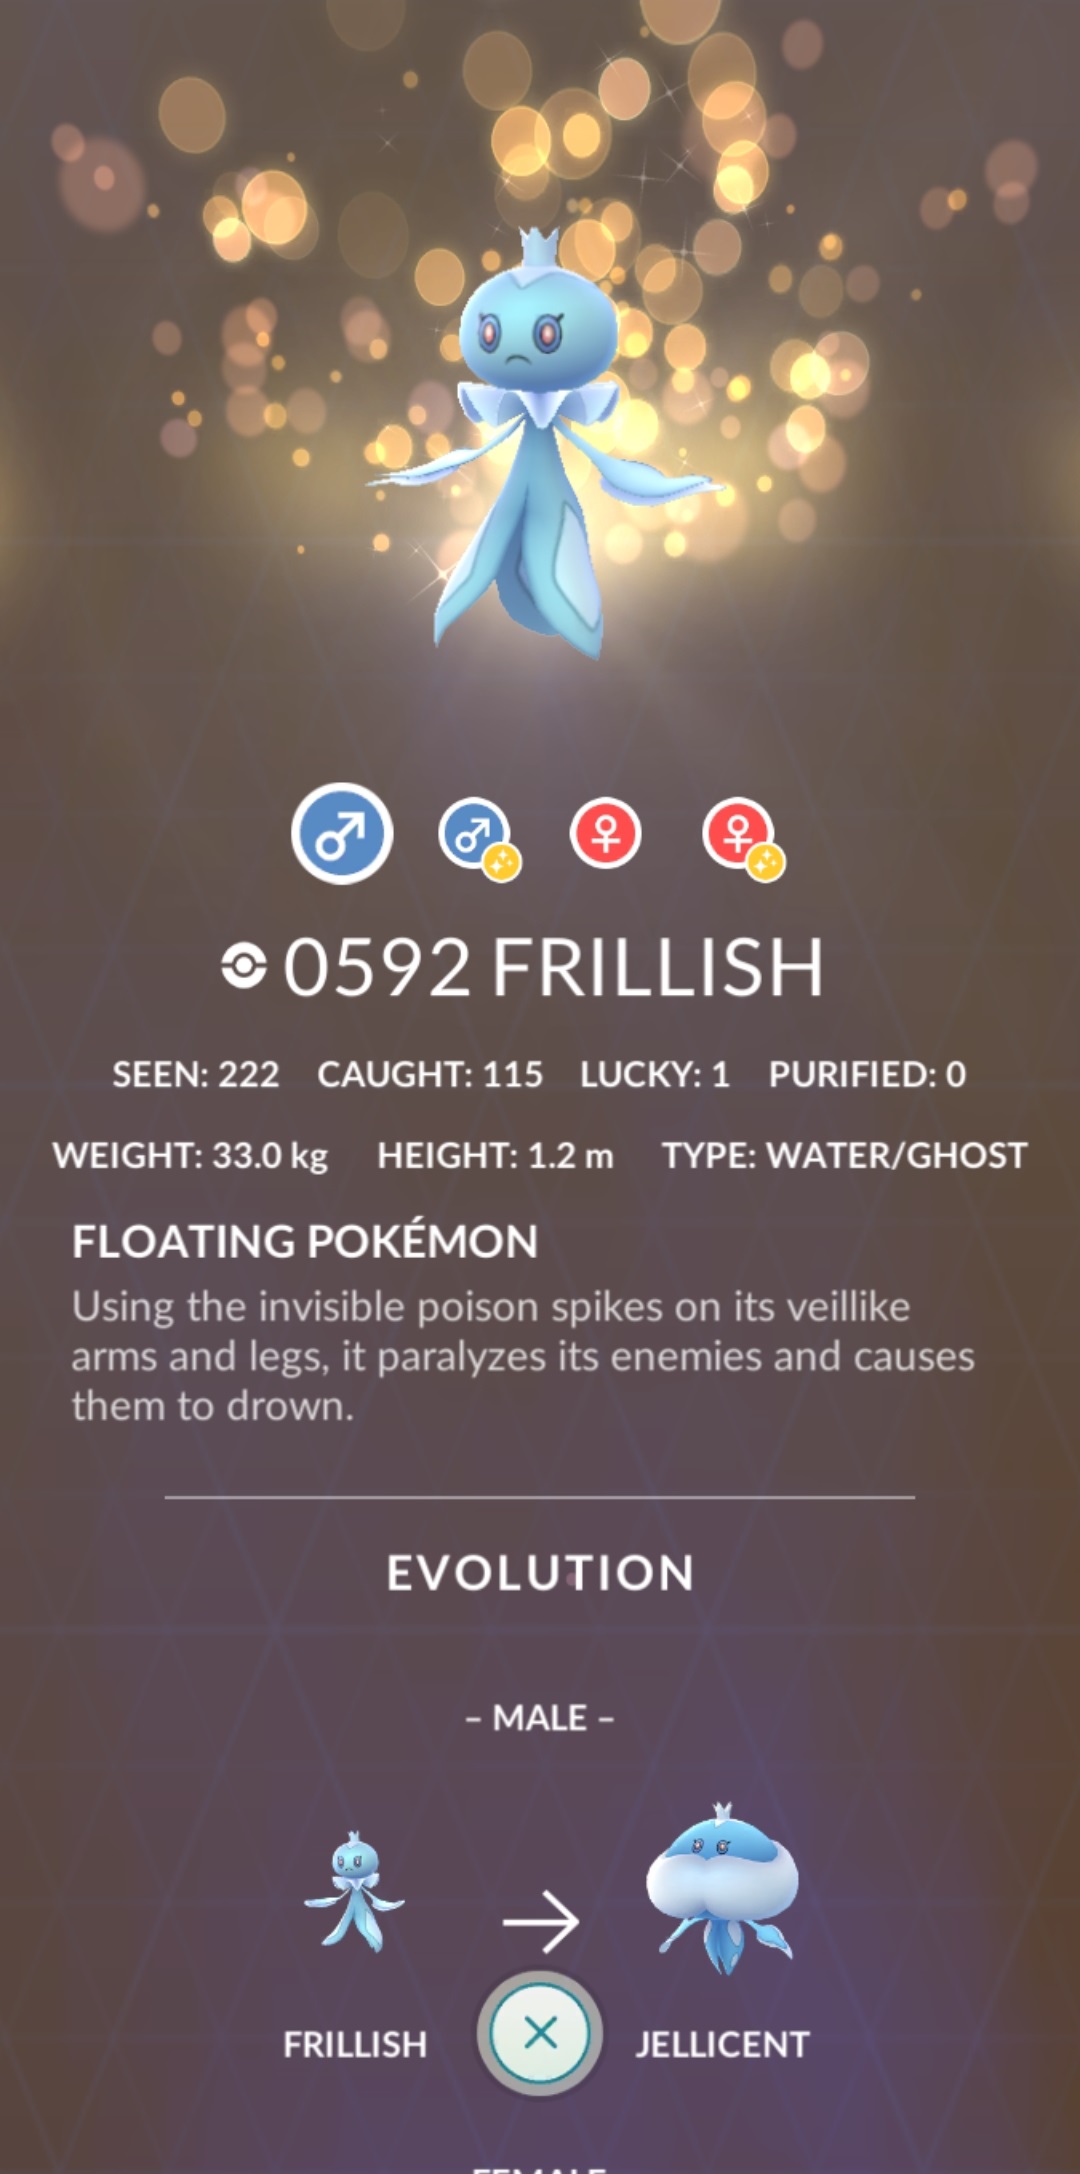 0592 FRILLISH
SEEN: 222 CAUGHT: 115 LUCKY: 1 PURIFIED: 0
WEIGHT: 33.0 kg HEIGHT: 1.2 m TYPE: WATER/GHOST
FLOATING POKÉMON
Using the invisible poison spikes on its veillike
arms and legs, it paralyzes its enemies and causes
them to drown.
EVOLUTION
– MALE –
FRILLISH JELLICENT
FEMALE